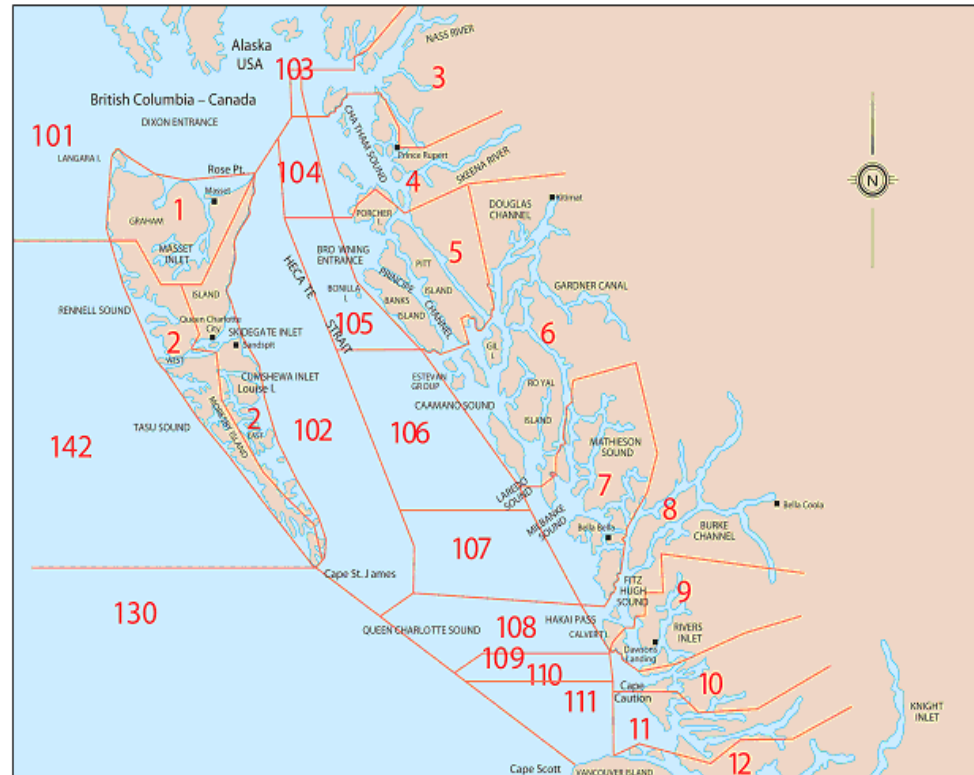 Alaska
USA
NASS RIVER
103
3
British Columbia – Canada
DIXON ENTRANCE
101
LANGARA I.
CHATHAM SOUND
Prince Rupert
Rose Pt.
104
SKEENA RIVER
4
Masset
1
GRAHAM
PORCHER
I.
DOUGLAS
CHANNEL
Kitimat
N
MASSET
INLET
BRO WNING
ENTRANCE
5
PITT
ISLAND
HECA TE
STRAIT
PRINCIPE
CHANNEL
BONILLA
I.
BANKS
ISLAND
GARDNER CANAL
ISLAND
RENNELL SOUND
Queen Charlotte
City
SKIDEGATE INLET
Sandspit
105
6
GIL
I.
2
WEST
CUMSHEWA INLET
Louise I.
ESTEVAN
GROUP
RO YAL
ISLAND
CAAMANO SOUND
MORESBY ISLAND
2
EAST
TASU SOUND
102
106
142
MATHIESON
SOUND
LAREDO
SOUND
7
8
Bella Coola
MILBANKE
SOUND
Bella Bella
BURKE
CHANNEL
107
Cape St. James
FITZ
HUGH
SOUND
9
130
QUEEN CHARLOTTE SOUND
108
HAKAI PASS
CALVERT I.
RIVERS
INLET
Dawsons
Landing
109
110
10
Cape
Caution
111
KNIGHT
INLET
11
12
Cape Scott
VANCOUVER ISLAND